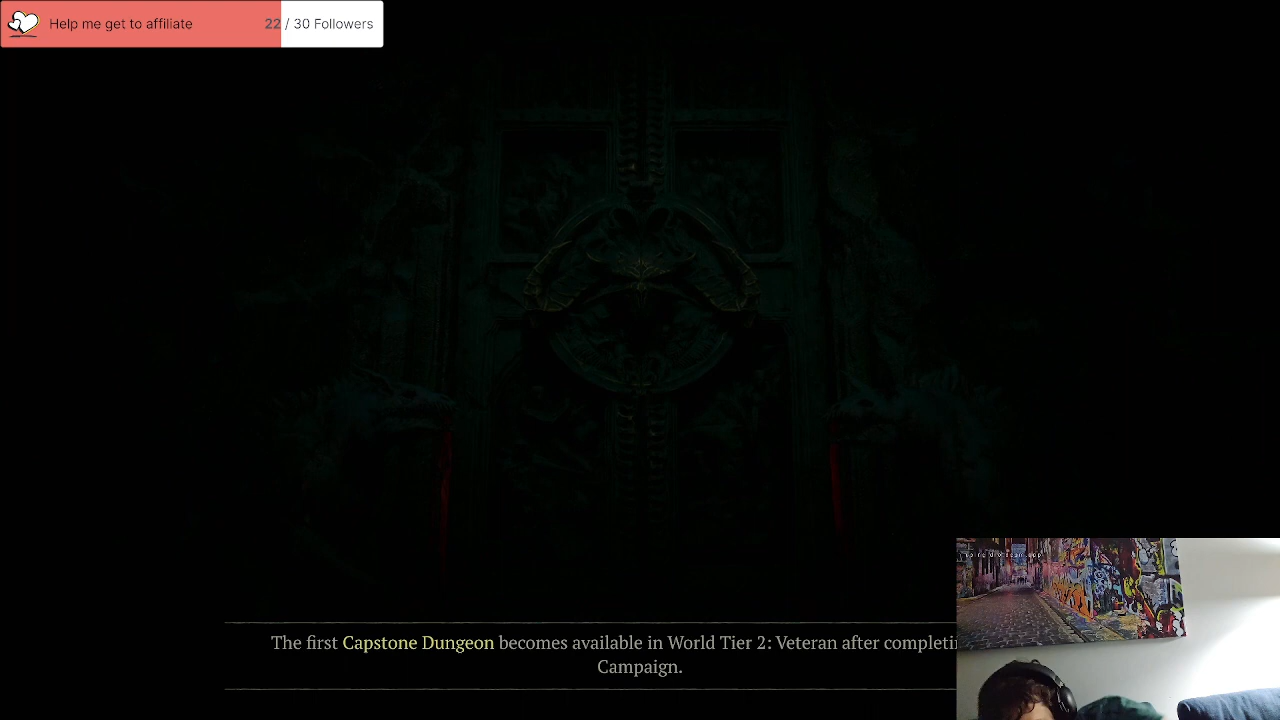 Help me get to affiliate 22 / 30 Followers
The first Capstone Dungeon becomes available in World Tier 2: Veteran after completin
Campaign.